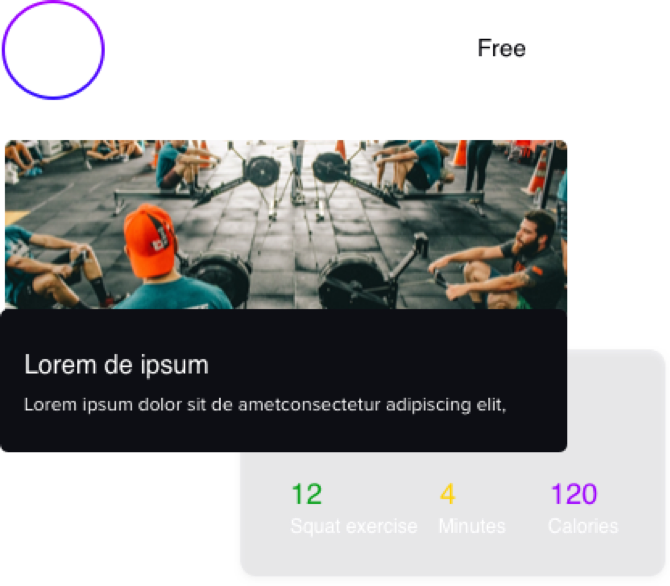 Free
Lorem de ipsum
Lorem ipsum dolor sit de ametconsectetur adipiscing elit,
12 4 120
Squat exercise Minutes Calories